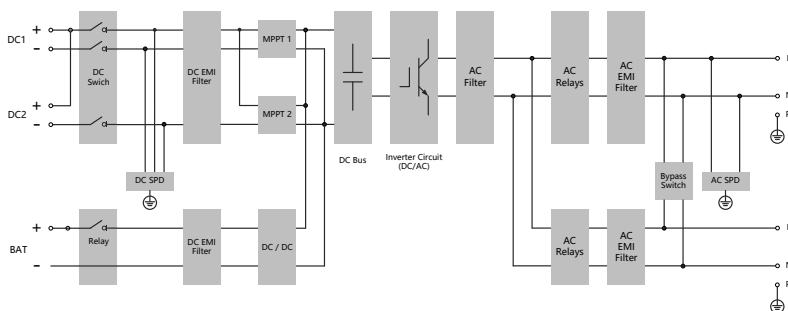 DC1
+
-
DC2
+
-
DC
Swich
DC EMI
Filter
MPPT 1
MPPT 2
DC SPD
DC Bus
Inverter Circuit
(DC/AC)
AC
Filter
AC
Relays
AC
EMI
Filter
Bypass
Switch
AC SPD
BAT
+
-
Relay
DC EMI
Filter
DC / DC
AC
Relays
AC
EMI
Filter